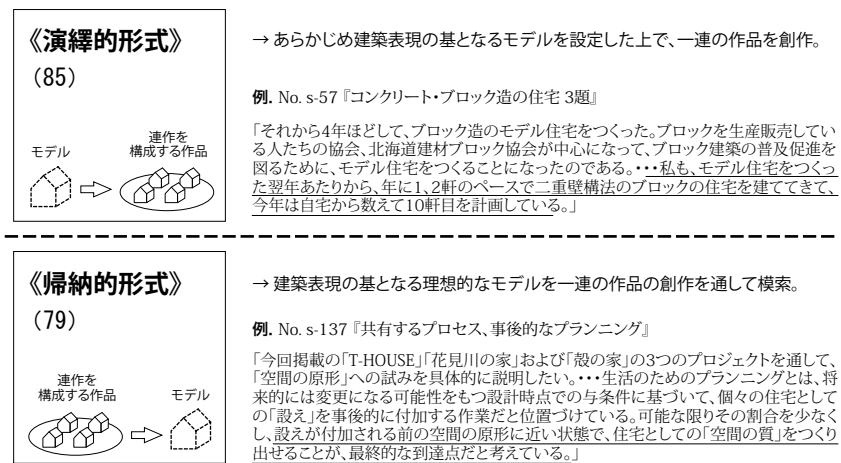 《演繹的形式》
（85）
モデル
連作を
構成する作品
→ あらかじめ建築表現の基となるモデルを設定した上で、一連の作品を創作。
例. No. s-57『コンクリート・ブロック造の住宅 3題』
「それから4年ほどして、ブロック造のモデル住宅をつくった。ブロックを生産販売してい
る人たちの協会、北海道建材ブロック協会が中心になって、ブロック建築の普及促進を
図るために、モデル住宅をつくることになったのである。・・・私も、モデル住宅をつくっ
た翌年あたりから、年に1、2軒のペースで二重壁構法のブロックの住宅を建ててきて、
今年は自宅から数えて10軒目を計画している。」
《帰納的形式》
（79）
連作を
構成する作品
モデル
→ 建築表現の基となる理想的なモデルを一連の作品の創作を通して模索。
例. No. s-137『共有するプロセス、事後的なプランニング』
「今回掲載の「T-HOUSE」「花見川の家」および「殻の家」の3つのプロジェクトを通して、
「空間の原形」への試みを具体的に説明したい。・・・生活のためのプランニングとは、将
来的には変更になる可能性をもつ設計時点での与条件に基づいて、個々の住宅として
の「設え」を事後的に付加する作業だと位置づけている。可能な限りその割合を少なく
し、設えが付加される前の空間の原形に近い状態で、住宅としての「空間の質」をつくり
出せることが、最終的な到達点だと考えている。」